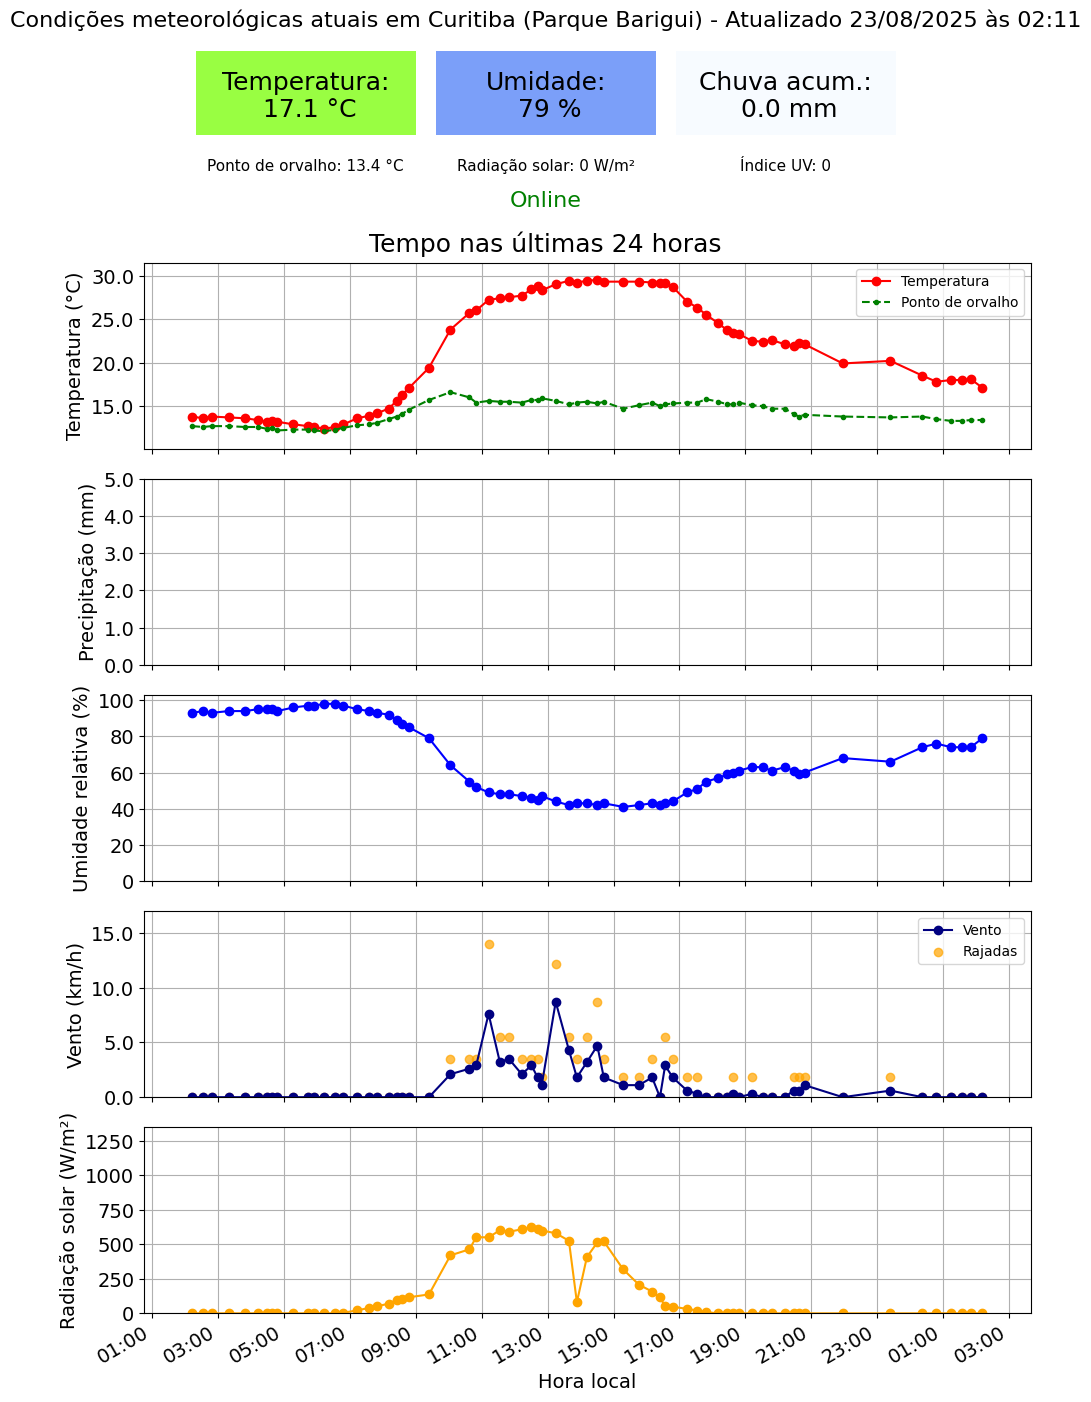 Condições meteorológicas atuais em Curitiba (Parque Barigui) - Atualizado 23/08/2025 às 02:11
Temperatura:
17.1 °C
Umidade:
79 %
Chuva acum.:
0.0 mm
Ponto de orvalho: 13.4 °C
Radiação solar: 0 W/m²
Índice UV: 0
Online
Tempo nas últimas 24 horas
Temperatura (°C)
30.0
25.0
20.0
15.0
Temperatura
Ponto de orvalho
Precipitação (mm)
5.0
4.0
3.0
2.0
1.0
0.0
Umidade relativa (%)
100
80
60
40
20
0
Vento (km/h)
15.0
10.0
5.0
0.0
Vento
Rajadas
Radiação solar (W/m²)
1250
1000
750
500
250
0
01:00
03:00
05:00
07:00
09:00
11:00
13:00
15:00
17:00
19:00
21:00
23:00
01:00
03:00
Hora local